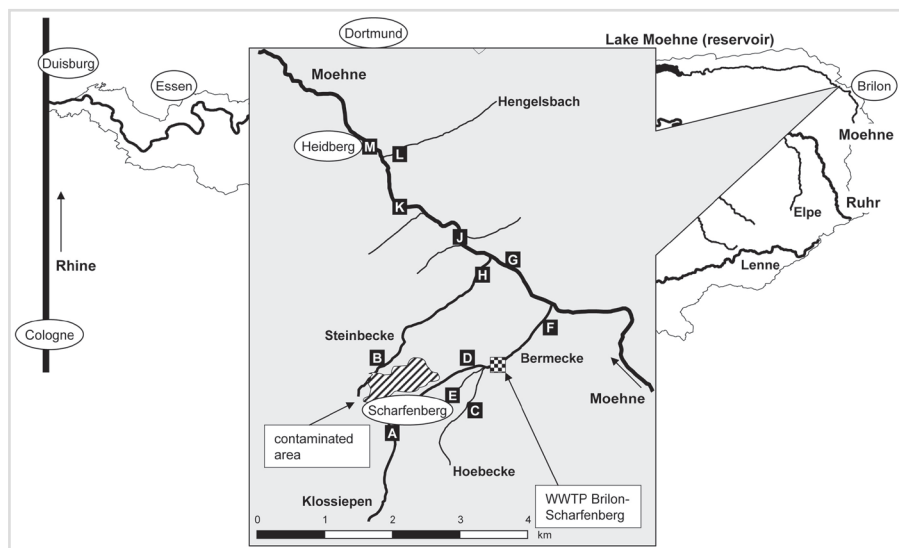 Dortmund
Lake Moehne (reservoir)
Duisburg
Essen
Moehne
Hengelsbach
Brilon
Moehne
Heidberg
M
L
K
Elpe
Ruhr
J
Rhine
G
Lenne
H
Cologne
Steinbecke
F
B
D
Bermecke
E
Moehne
Scharfenberg
C
A
contaminated
area
Hoebecke
Klossiepen
WWTP Brilon-
Scharfenberg
0 1 2 3 4
km